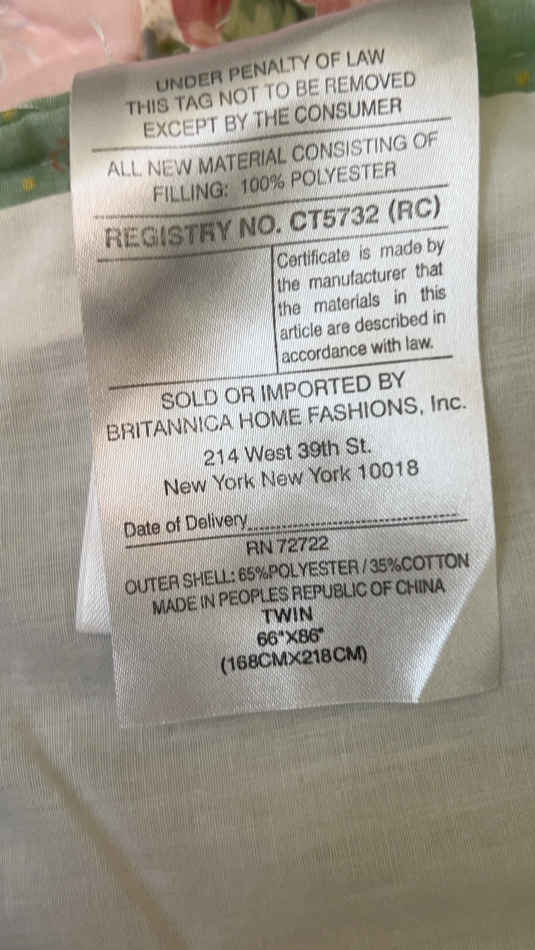 UNDER PENALTY OF LAW
THIS TAG NOT TO BE REMOVED
EXCEPT BY THE CONSUMER
ALL NEW MATERIAL CONSISTING OF
FILLING: 100% POLYESTER
REGISTRY NO. CT5732 (RC)
Certificate is made by
the manufacturer that
the materials in this
article are described in
accordance with law.
SOLD OR IMPORTED BY
BRITANNICA HOME FASHIONS, Inc.
214 West 39th St.
New York New York 10018
Date of Delivery
RN 72722
OUTER SHELL: 65%POLYESTER / 35%COTTON
MADE IN PEOPLES REPUBLIC OF CHINA
TWIN
66"X86"
(168CMX218CM)